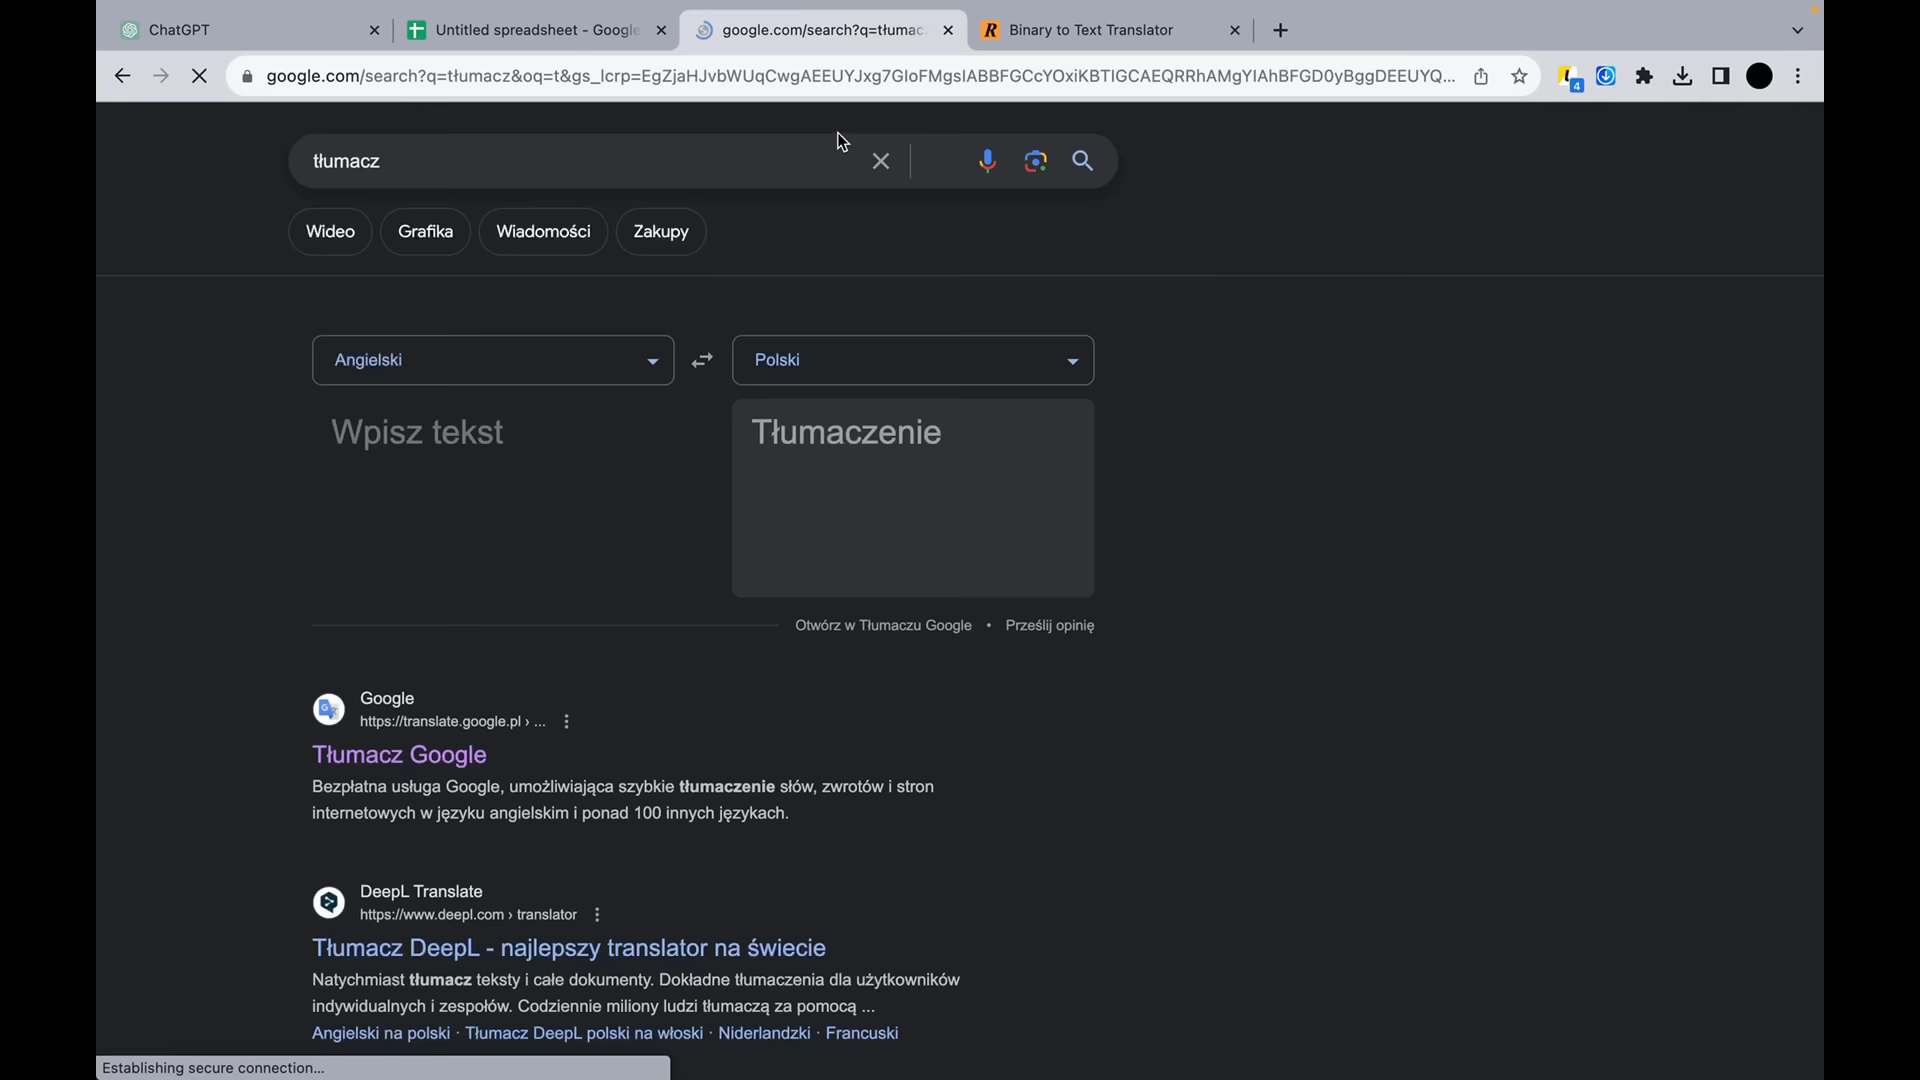 ChatGPT
Untitled spreadsheet - Google
google.com/search?q=tłumac
Binary to Text Translator
google.com/search?q=tłumacz&oq=t&gs_lcrp=EgZjaHJvbWUqCwgAEEUYJxg7GIoFMgsIABBFGCcYOxiKBTIGCAEQRRhAMgYIAhBFGD0yBggDEEUYQ...
4
tłumacz
Wideo
Grafika
Wiadomości
Zakupy
Angielski
Polski
Wpisz tekst
Tłumaczenie
Otwórz w Tłumaczu Google • Prześlij opinię
Google
https://translate.google.pl › ...
Tłumacz Google
Bezpłatna usługa Google, umożliwiająca szybkie tłumaczenie słów, zwrotów i stron
internetowych w języku angielskim i ponad 100 innych językach.
DeepL Translate
https://www.deepl.com › translator
Tłumacz DeepL - najlepszy translator na świecie
Natychmiast tłumacz teksty i całe dokumenty. Dokładne tłumaczenia dla użytkowników
indywidualnych i zespołów. Codziennie miliony ludzi tłumaczą za pomocą ...
Angielski na polski · Tłumacz DeepL polski na włoski · Niderlandzki · Francuski
Establishing secure connection...